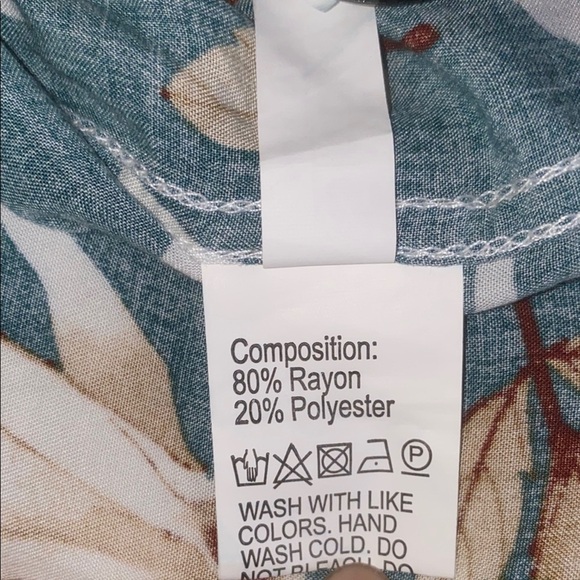 Composition:
80% Rayon
20% Polyester
P
WASH WITH LIKE
COLORS. HAND
WASH COLD, DO
NOT BLEACH, DO